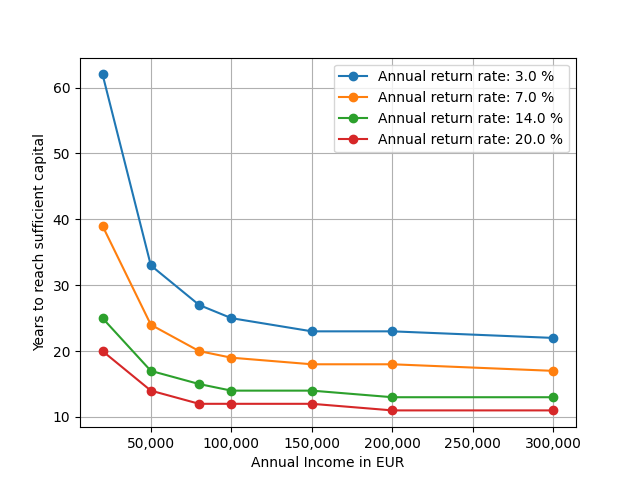 Annual return rate: 3.0 %
Annual return rate: 7.0 %
Annual return rate: 14.0 %
Annual return rate: 20.0 %
Years to reach sufficient capital
60
50
40
30
20
10
50,000 100,000 150,000 200,000 250,000 300,000
Annual Income in EUR